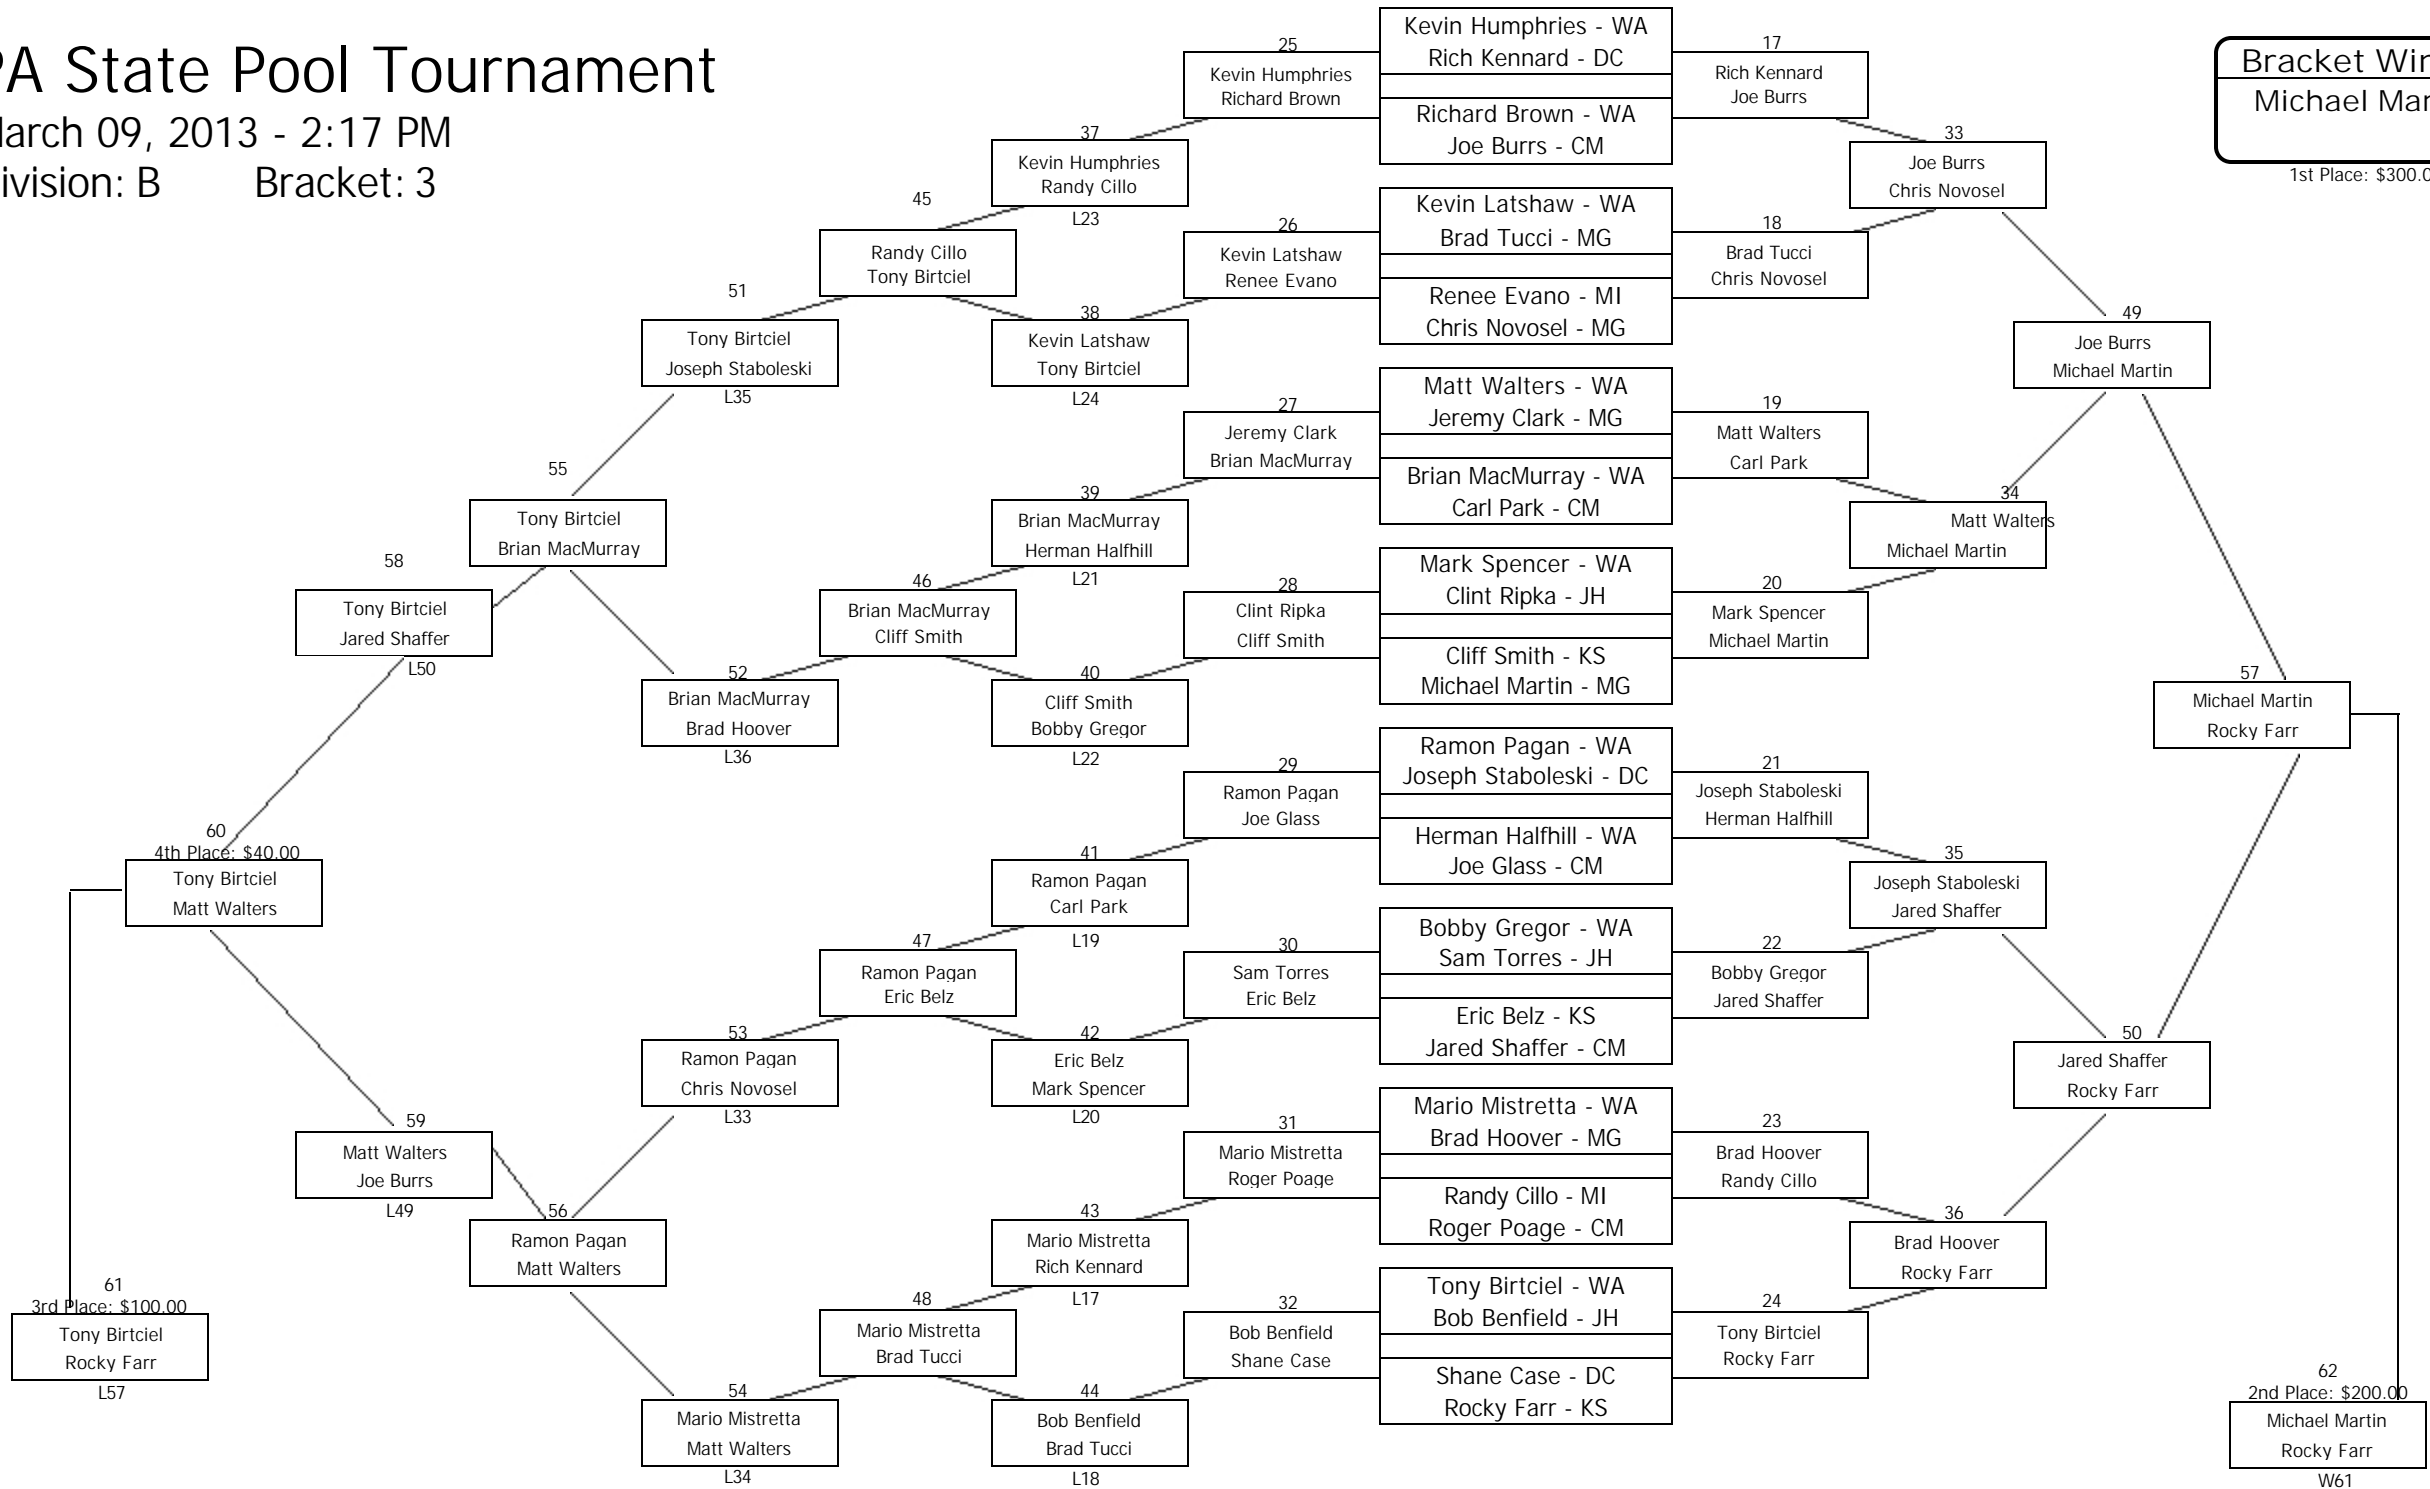 PA State Pool Tournament
March 09, 2013 - 2:17 PM
ivision: B Bracket: 3
Bracket Win
Michael Mar
1st Place: $300.0
Kevin Humphries - WA
Rich Kennard - DC
Richard Brown - WA
Joe Burrs - CM
Kevin Latshaw - WA
Brad Tucci - MG
Renee Evano - MI
Chris Novosel - MG
Matt Walters - WA
Jeremy Clark - MG
Brian MacMurray - WA
Carl Park - CM
Mark Spencer - WA
Clint Ripka - JH
Cliff Smith - KS
Michael Martin - MG
Ramon Pagan - WA
Joseph Staboleski - DC
Herman Halfhill - WA
Joe Glass - CM
Bobby Gregor - WA
Sam Torres - JH
Eric Belz - KS
Jared Shaffer - CM
Mario Mistretta - WA
Brad Hoover - MG
Randy Cillo - MI
Roger Poage - CM
Tony Birtciel - WA
Bob Benfield - JH
Shane Case - DC
Rocky Farr - KS
17
Rich Kennard
Joe Burrs
18
Brad Tucci
Chris Novosel
19
Matt Walters
Carl Park
20
Mark Spencer
Michael Martin
21
Joseph Staboleski
Herman Halfhill
22
Bobby Gregor
Jared Shaffer
23
Brad Hoover
Randy Cillo
24
Tony Birtciel
Rocky Farr
25
Kevin Humphries
Richard Brown
26
Kevin Latshaw
Renee Evano
27
Jeremy Clark
Brian MacMurray
28
Clint Ripka
Cliff Smith
29
Ramon Pagan
Joe Glass
30
Sam Torres
Eric Belz
31
Mario Mistretta
Roger Poage
32
Bob Benfield
Shane Case
33
Joe Burrs
Chris Novosel
34
Matt Walters
Michael Martin
35
Joseph Staboleski
Jared Shaffer
36
Brad Hoover
Rocky Farr
37
Kevin Humphries
Randy Cillo
L23
38
Kevin Latshaw
Tony Birtciel
L24
39
Brian MacMurray
Herman Halfhill
L21
40
Cliff Smith
Bobby Gregor
L22
41
Ramon Pagan
Carl Park
L19
42
Eric Belz
Mark Spencer
L20
43
Mario Mistretta
Rich Kennard
L17
44
Bob Benfield
Brad Tucci
L18
45
Randy Cillo
Tony Birtciel
46
Brian MacMurray
Cliff Smith
47
Ramon Pagan
Eric Belz
48
Mario Mistretta
Brad Tucci
49
Joe Burrs
Michael Martin
50
Jared Shaffer
Rocky Farr
51
Tony Birtciel
Joseph Staboleski
L35
52
Brian MacMurray
Brad Hoover
L36
53
Ramon Pagan
Chris Novosel
L33
54
Mario Mistretta
Matt Walters
L34
55
Tony Birtciel
Brian MacMurray
56
Ramon Pagan
Matt Walters
57
Michael Martin
Rocky Farr
58
Tony Birtciel
Jared Shaffer
L50
59
Matt Walters
Joe Burrs
L49
60
4th Place: $40.00
Tony Birtciel
Matt Walters
61
3rd Place: $100.00
Tony Birtciel
Rocky Farr
L57
62
2nd Place: $200.00
Michael Martin
Rocky Farr
W61